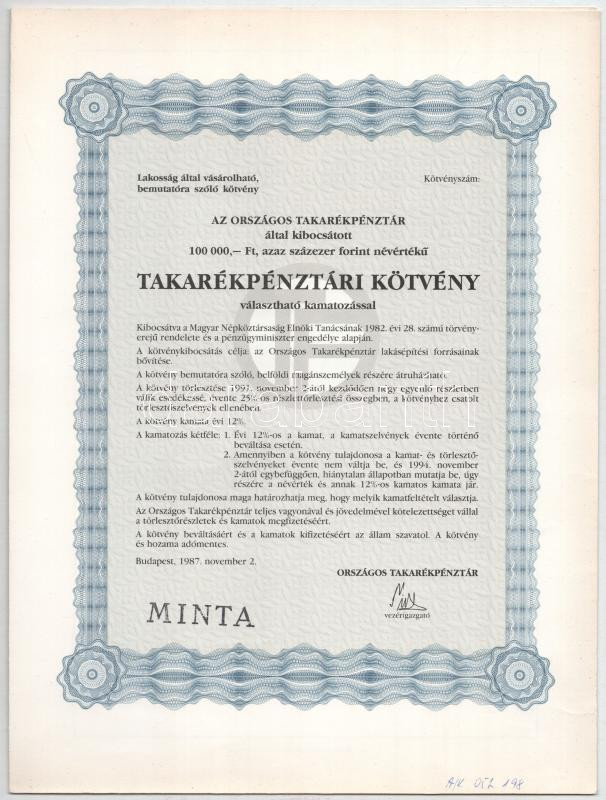 Lakosság által vásárolható,
bemutatóra szóló kötvény
Kötvényszám:
AZ ORSZÁGOS TAKARÉKPÉNZTÁR
által kibocsátott
100 000,— Ft, azaz százezer forint névértékű
TAKARÉKPÉNZTÁRI KÖTVÉNY
választható kamatozással
Kibocsátva a Magyar Népköztársaság Elnöki Tanácsának 1982. évi 28. számú törvény-
erejű rendelete és a pénzügyminiszter engedélye alapján.
A kötvénykibocsátás célja: az Országos Takarékpénztár lakásépítési forrásainak
bővítése.
A kötvény bemutatóra szóló, belföldi magánszemélyek részére átruházható.
A kötvény törlesztése 1991. november 2-ától kezdődően négy egyenlő részletben
válik esedékessé, évente 25%-os részlettörlesztési összegben, a kötvényhez csatolt
törlesztőszelvények ellenében.
A kötvény kamata évi 12%.
A kamatozás kétféle: 1. Évi 12%-os a kamat, a kamatszelvények évente történő
beváltása esetén.
2. Amennyiben a kötvény tulajdonosa a kamat- és törlesztő-
szelvényeket évente nem váltja be, és 1994. november
2-ától egybefüggően, hiánytalan állapotban mutatja be, úgy
részére a névérték és annak 12%-os kamatos kamata jár.
A kötvény tulajdonosa maga határozhatja meg, hogy melyik kamatfeltételt választja.
Az Országos Takarékpénztár teljes vagyonával és jövedelmével kötelezettséget vállal
a törlesztőrészletek és kamatok megfizetéséért.
A kötvény beváltásáért és a kamatok kifizetéséért az állam szavatol. A kötvény
és hozama adómentes.
Budapest, 1987. november 2.
ORSZÁGOS TAKARÉKPÉNZTÁR
vezérigazgató
MINTA